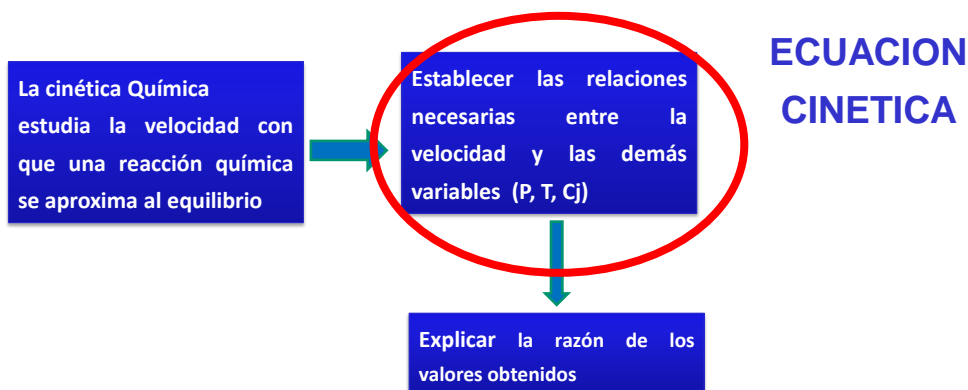 La cinética Química
estudia la velocidad con
que una reacción química
se aproxima al equilibrio
Establecer las relaciones
necesarias entre la
velocidad y las demás
variables (P, T, Cj)
ECUACION
CINETICA
Explicar la razón de los
valores obtenidos